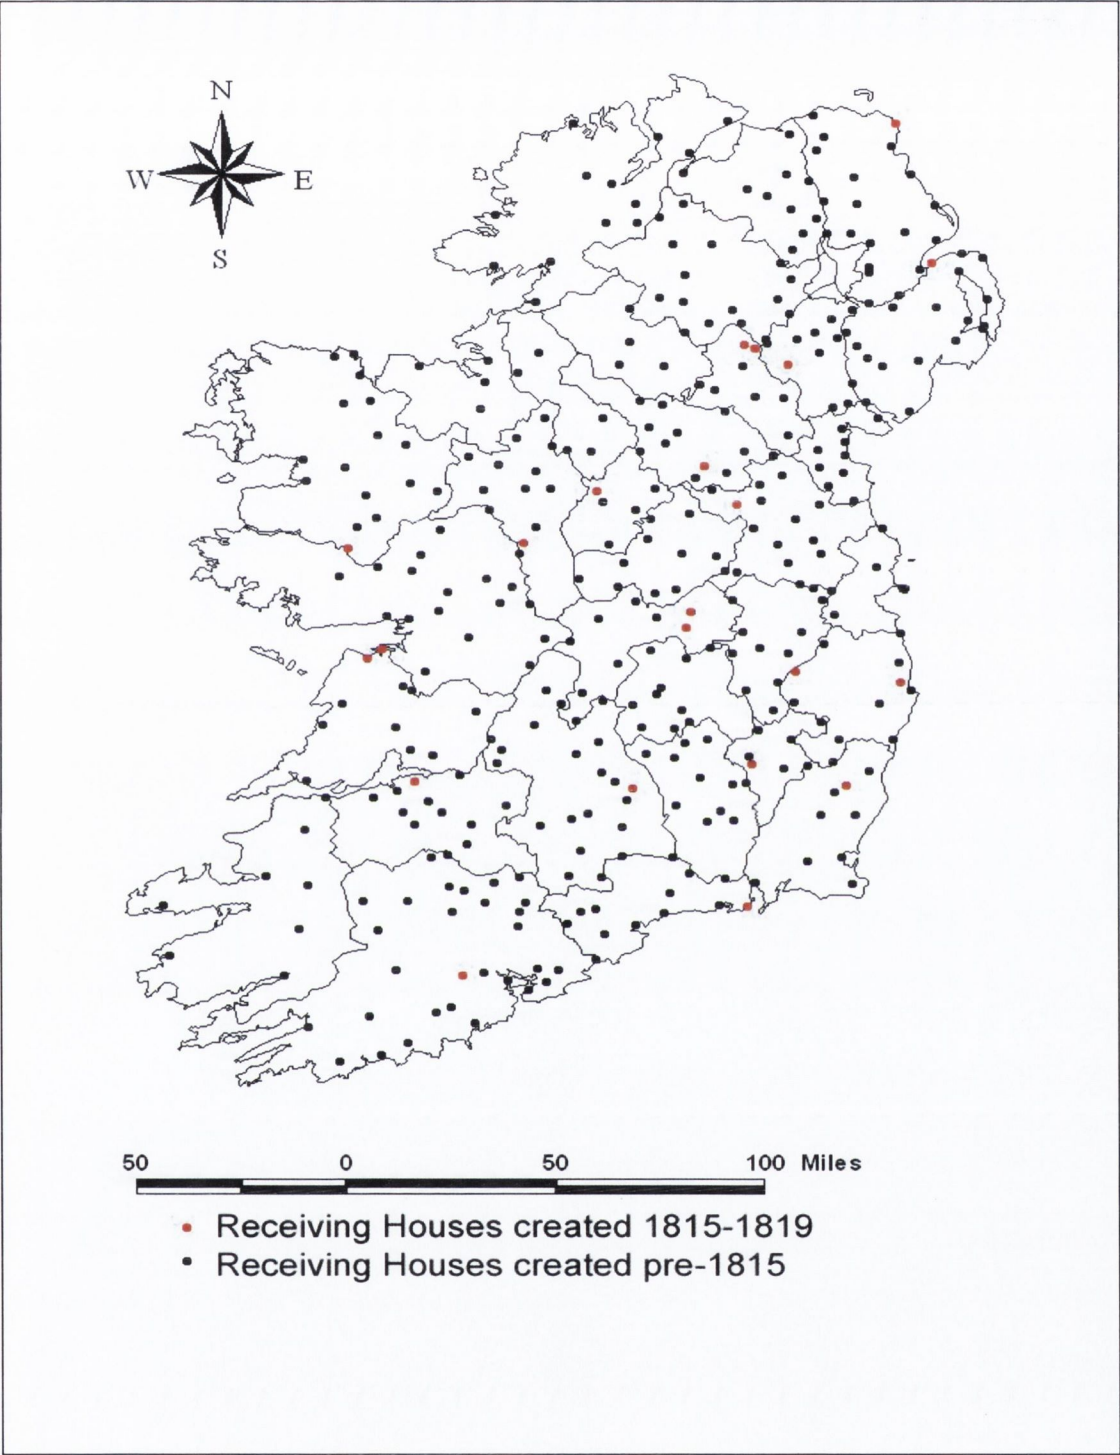 N
W E
S
50 0 50 100 Miles
Receiving Houses created 1815-1819
Receiving Houses created pre-1815